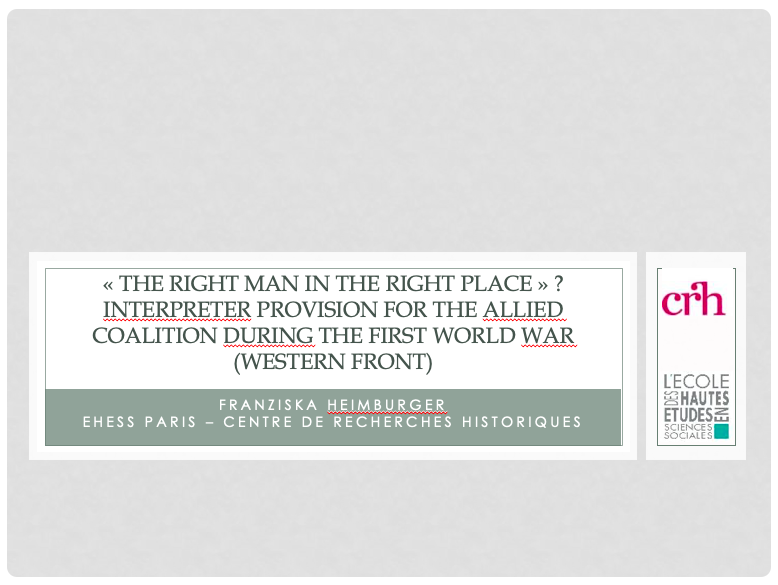 « THE RIGHT MAN IN THE RIGHT PLACE » ?
INTERPRETER PROVISION FOR THE ALLIED
COALITION DURING THE FIRST WORLD WAR
(WESTERN FRONT)
FRANZISKA HEIMBURGER
EHESS PARIS – CENTRE DE RECHERCHES HISTORIQUES
crh
L'ECOLE
DES HAUTES
ETUDES EN
SCIENCES
SOCIALES